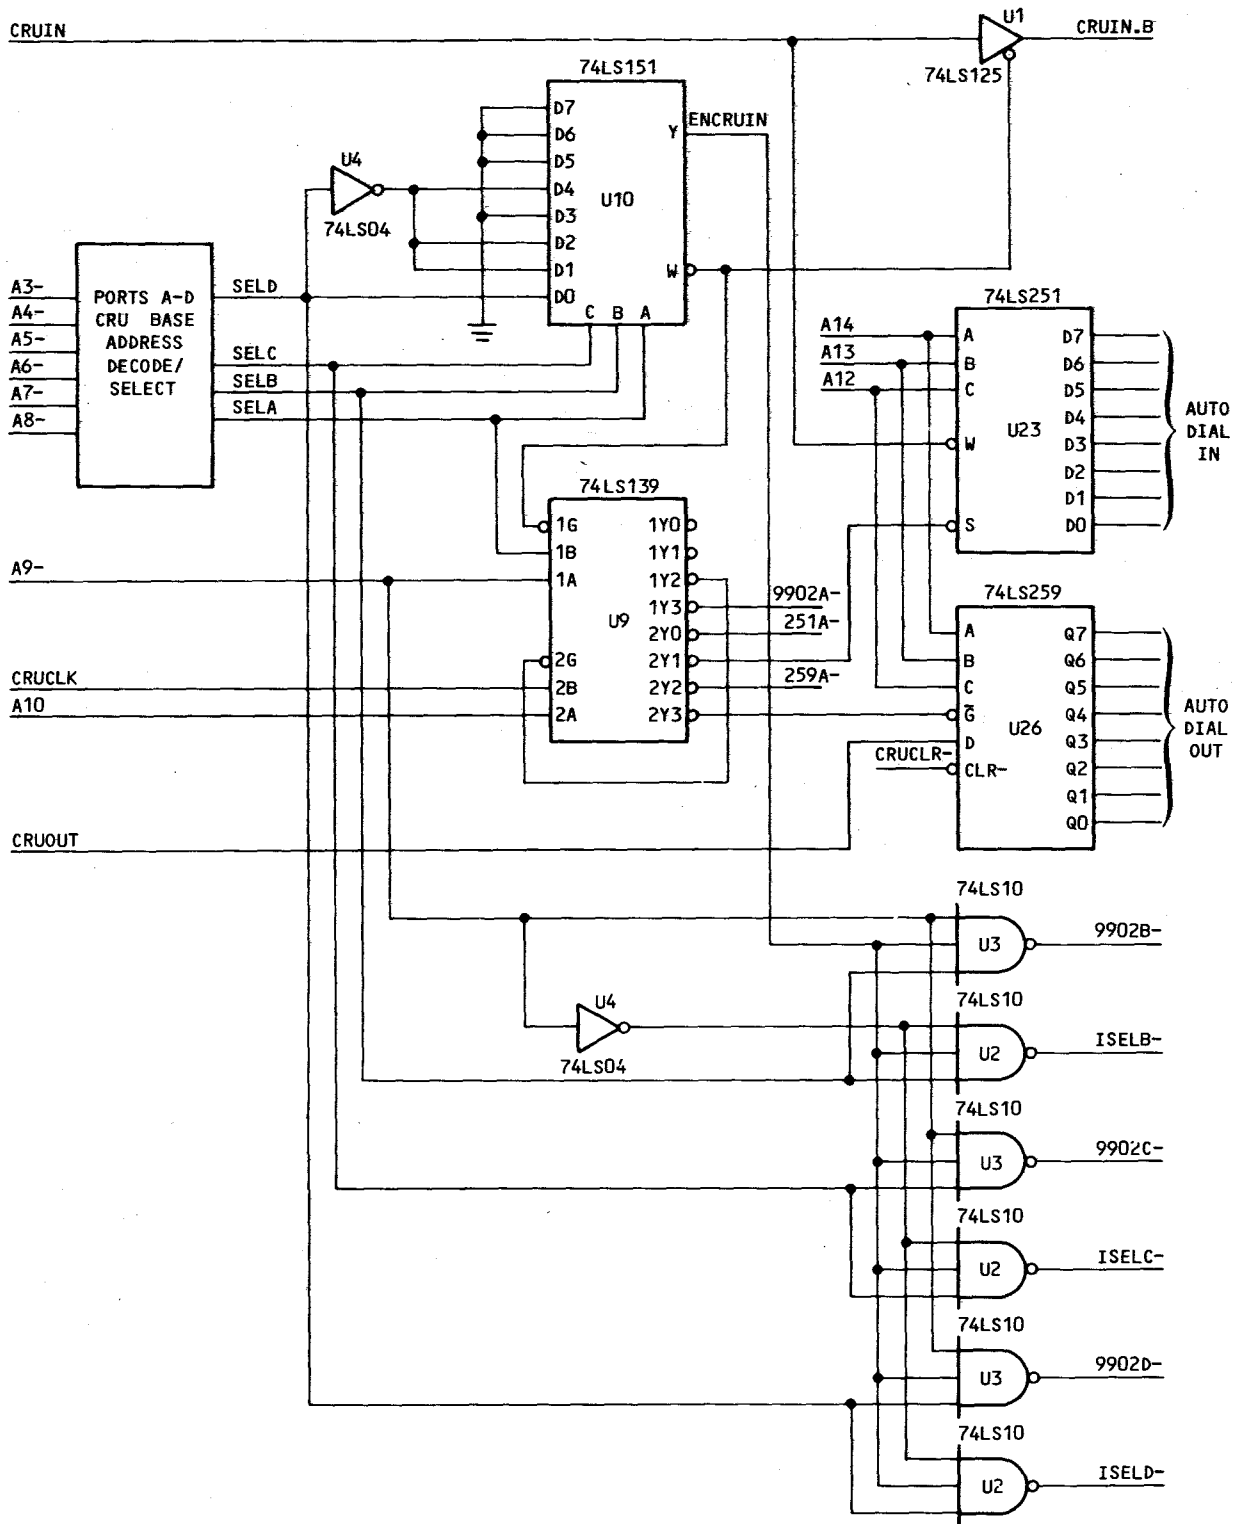 CRUIN
U1
CRUIN.B
74LS125
74LS151
D7
D6
D5
D4
D3
D2
D1
D0
Y
U10
W
C B A
ENCRUIN
U4
74LS04
A3-
A4-
A5-
A6-
A7-
A8-
PORTS A-D
CRU BASE
ADDRESS
DECODE/
SELECT
SELD
SELC
SELB
SELA
74LS251
A14
A13
A12
A
B
C
W
S
U23
D7
D6
D5
D4
D3
D2
D1
D0
AUTO
DIAL
IN
74LS139
1G
1B
1A
2G
2B
2A
U9
1Y0
1Y1
1Y2
1Y3
2Y0
2Y1
2Y2
2Y3
9902A-
251A-
259A-
A9-
CRUCLK
A10
74LS259
A
B
C
G̅
D
CLR-
U26
CRUCLR-
Q7
Q6
Q5
Q4
Q3
Q2
Q1
Q0
AUTO
DIAL
OUT
CRUOUT
74LS10
U3
9902B-
U4
74LS04
74LS10
U2
ISELB-
74LS10
U3
9902C-
74LS10
U2
ISELC-
74LS10
U3
9902D-
74LS10
U2
ISELD-